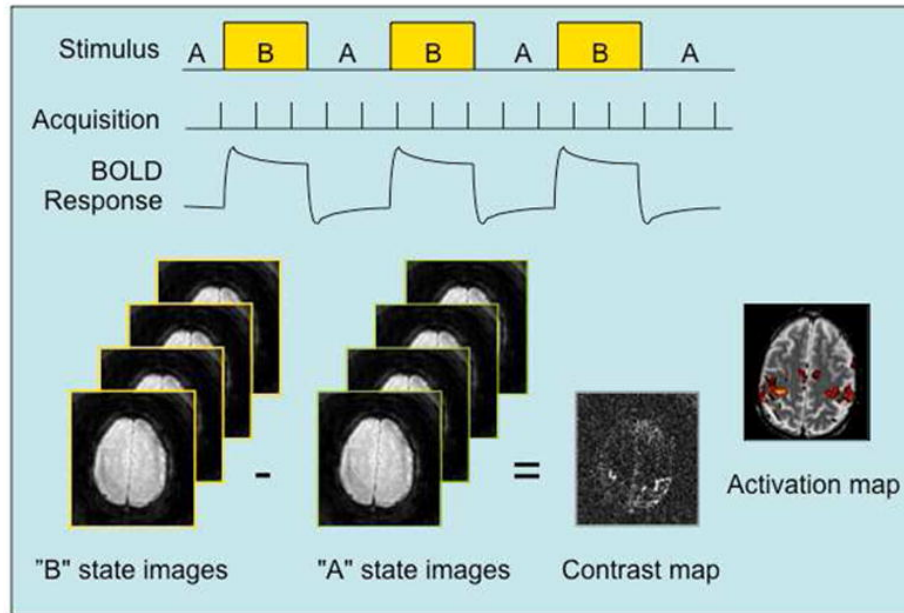 Stimulus A B A B A B A
Acquisition
BOLD
Response
-
=
Activation map
”B" state images "A" state images Contrast map